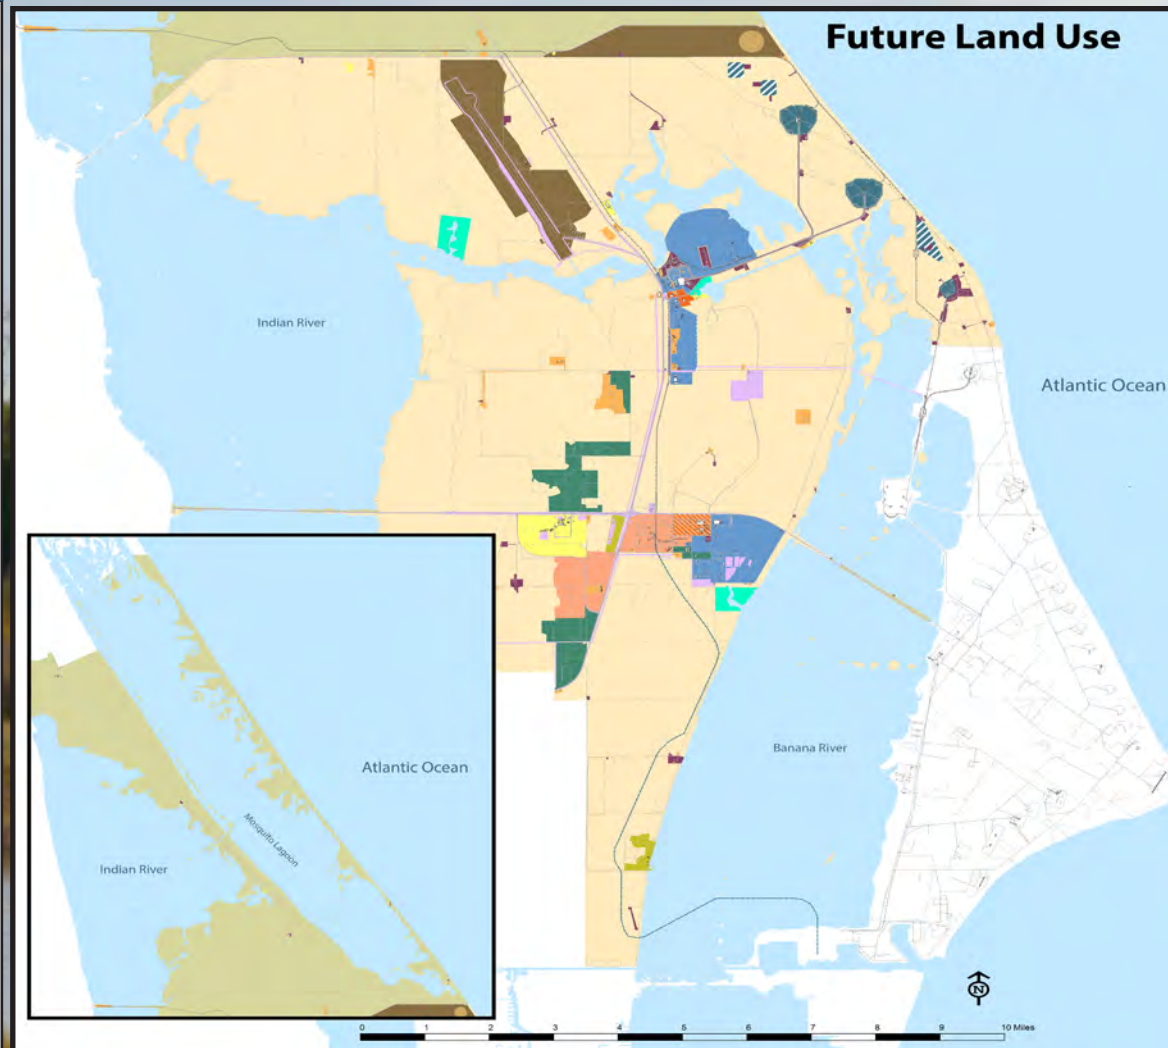 Future Land Use
Indian River
Atlantic Ocean
Banana River
Atlantic Ocean
Mosquito Lagoon
Indian River
N
0 1 2 3 4 5 6 7 8 9 10 Miles